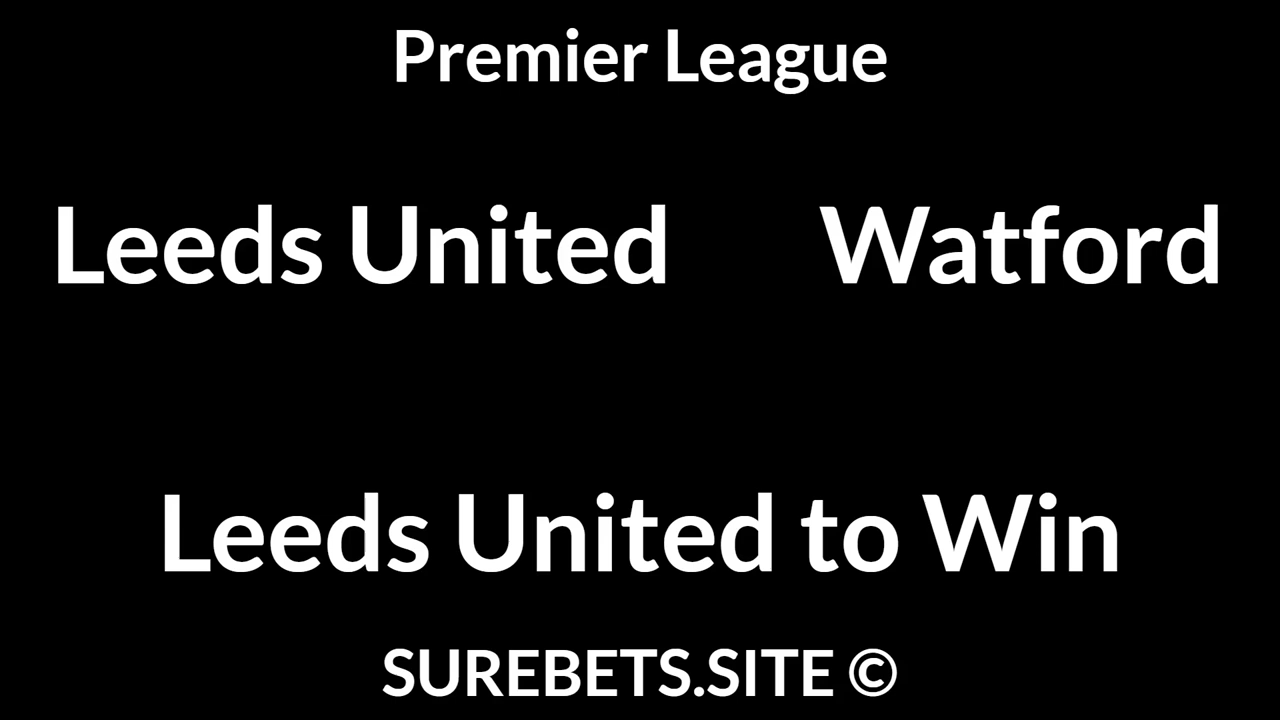 Premier League
Leeds United Watford
Leeds United to Win
SUREBETS.SITE ©